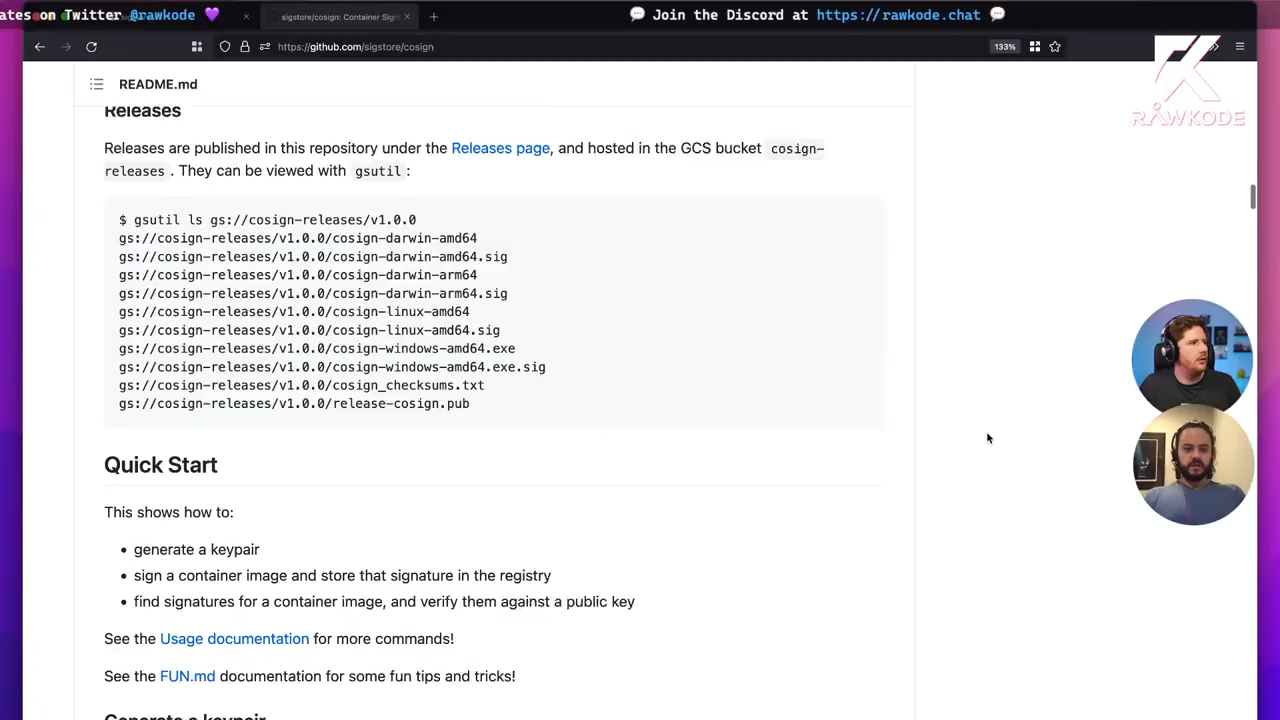 ates on Twitter @rawkode 💜
💬 Join the Discord at https://rawkode.chat 💬
sigstore/cosign: Container Sign
https://github.com/sigstore/cosign
133%
RAWKODE
README.md
Releases
Releases are published in this repository under the Releases page, and hosted in the GCS bucket cosign-
releases. They can be viewed with gsutil:
$ gsutil ls gs://cosign-releases/v1.0.0
gs://cosign-releases/v1.0.0/cosign-darwin-amd64
gs://cosign-releases/v1.0.0/cosign-darwin-amd64.sig
gs://cosign-releases/v1.0.0/cosign-darwin-arm64
gs://cosign-releases/v1.0.0/cosign-darwin-arm64.sig
gs://cosign-releases/v1.0.0/cosign-linux-amd64
gs://cosign-releases/v1.0.0/cosign-linux-amd64.sig
gs://cosign-releases/v1.0.0/cosign-windows-amd64.exe
gs://cosign-releases/v1.0.0/cosign-windows-amd64.exe.sig
gs://cosign-releases/v1.0.0/cosign_checksums.txt
gs://cosign-releases/v1.0.0/release-cosign.pub
Quick Start
This shows how to:
• generate a keypair
• sign a container image and store that signature in the registry
• find signatures for a container image, and verify them against a public key
See the Usage documentation for more commands!
See the FUN.md documentation for some fun tips and tricks!
Generate a keypair